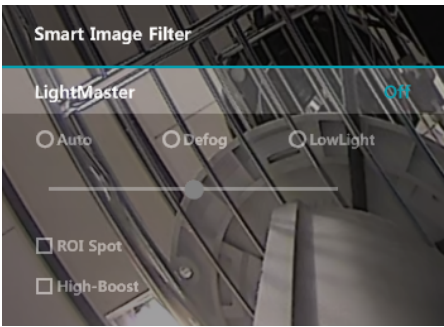 Smart Image Filter
LightMaster Off
Auto Defog LowLight
ROI Spot
High-Boost